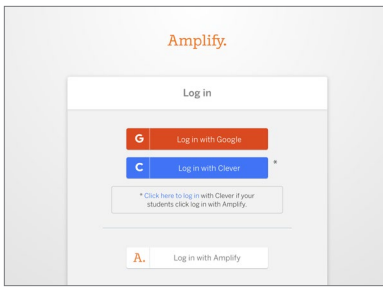 Amplify.
Log in
G Log in with Google
C Log in with Clever *
* Click here to log in with Clever if your
students click log in with Amplify.
A. Log in with Amplify